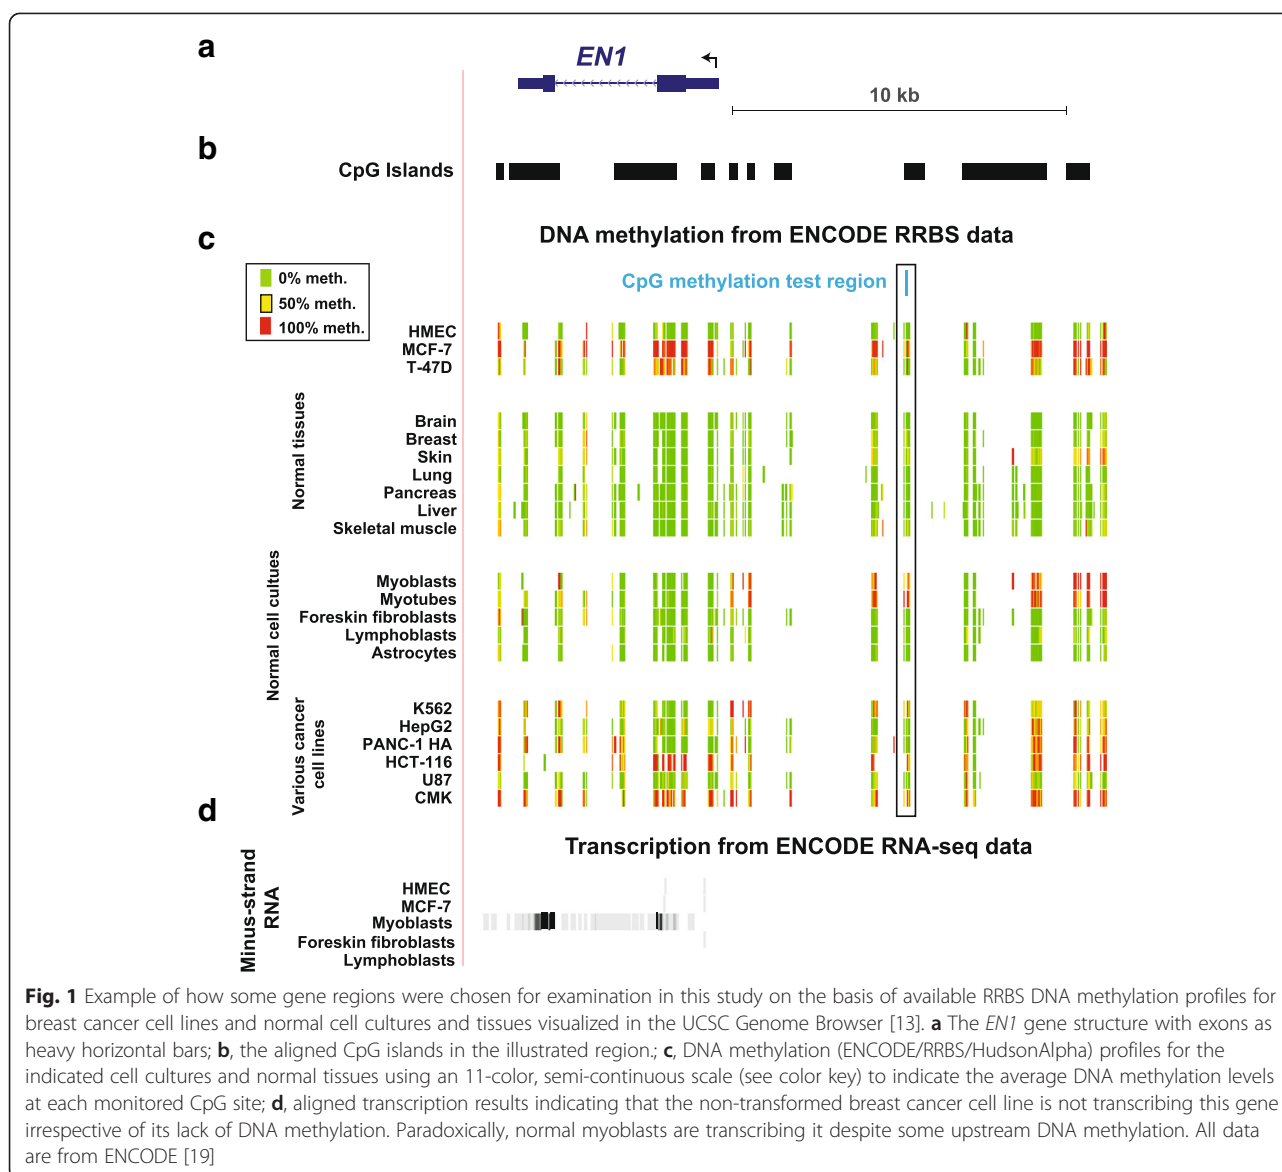 a
EN1
10 kb
b
CpG Islands
c
DNA methylation from ENCODE RRBS data
0% meth.
50% meth.
100% meth.
CpG methylation test region
HMEC
MCF-7
T-47D
Normal tissues
Brain
Breast
Skin
Lung
Pancreas
Liver
Skeletal muscle
Normal cell cultures
Myoblasts
Myotubes
Foreskin fibroblasts
Lymphoblasts
Astrocytes
Various cancer
cell lines
K562
HepG2
PANC-1 HA
HCT-116
U87
CMK
d
Transcription from ENCODE RNA-seq data
Minus-strand
RNA
HMEC
MCF-7
Myoblasts
Foreskin fibroblasts
Lymphoblasts
Fig. 1 Example of how some gene regions were chosen for examination in this study on the basis of available RRBS DNA methylation profiles for
breast cancer cell lines and normal cell cultures and tissues visualized in the UCSC Genome Browser [13]. a The EN1 gene structure with exons as
heavy horizontal bars; b, the aligned CpG islands in the illustrated region.; c, DNA methylation (ENCODE/RRBS/HudsonAlpha) profiles for the
indicated cell cultures and normal tissues using an 11-color, semi-continuous scale (see color key) to indicate the average DNA methylation levels
at each monitored CpG site; d, aligned transcription results indicating that the non-transformed breast cancer cell line is not transcribing this gene
irrespective of its lack of DNA methylation. Paradoxically, normal myoblasts are transcribing it despite some upstream DNA methylation. All data
are from ENCODE [19]